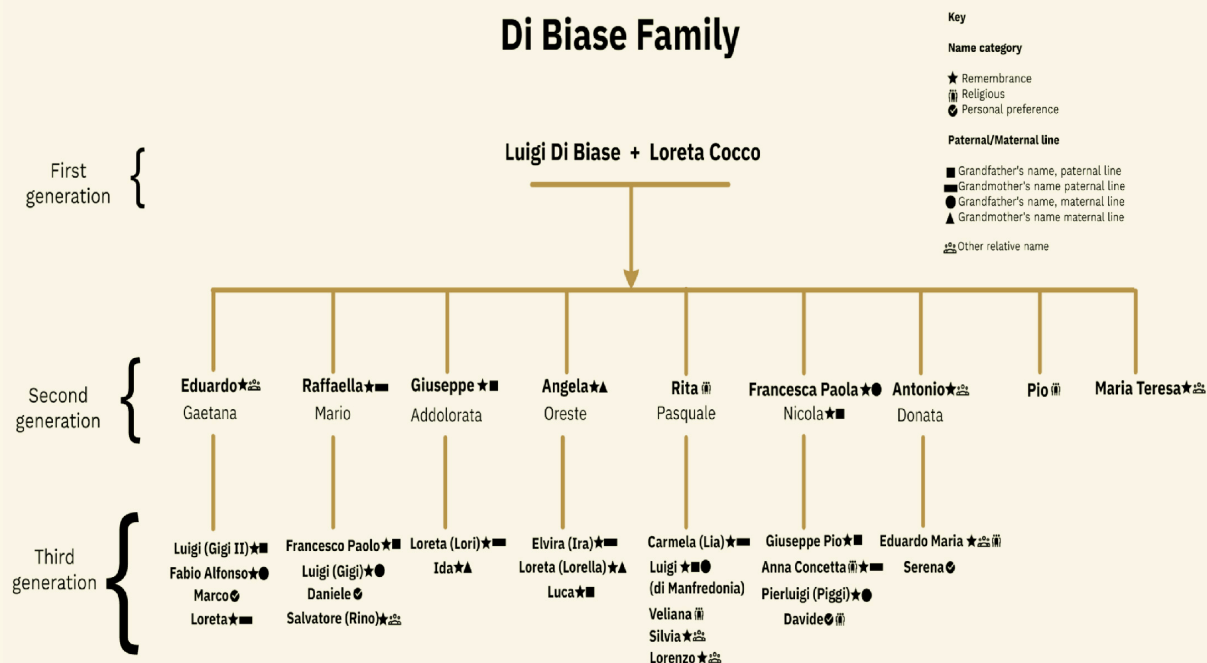 Di Biase Family
Key
Name category
Remembrance
Religious
Personal preference
Paternal/Maternal line
Grandfather's name, paternal line
Grandmother's name paternal line
Grandfather's name, maternal line
Grandmother's name maternal line
Other relative name
First
generation
Luigi Di Biase + Loreta Cocco
Second
generation
Eduardo
Gaetana
Raffaella
Mario
Giuseppe
Addolorata
Angela
Oreste
Rita
Pasquale
Francesca Paola
Nicola
Antonio
Donata
Pio
Maria Teresa
Third
generation
Luigi (Gigi II)
Fabio Alfonso
Marco
Loreta
Francesco Paolo
Luigi (Gigi)
Daniele
Salvatore (Rino)
Loreta (Lori)
Ida
Elvira (Ira)
Loreta (Lorella)
Luca
Carmela (Lia)
Luigi
(di Manfredonia)
Veliana
Silvia
Lorenzo
Giuseppe Pio
Anna Concetta
Pierluigi (Piggi)
Davide
Eduardo Maria
Serena